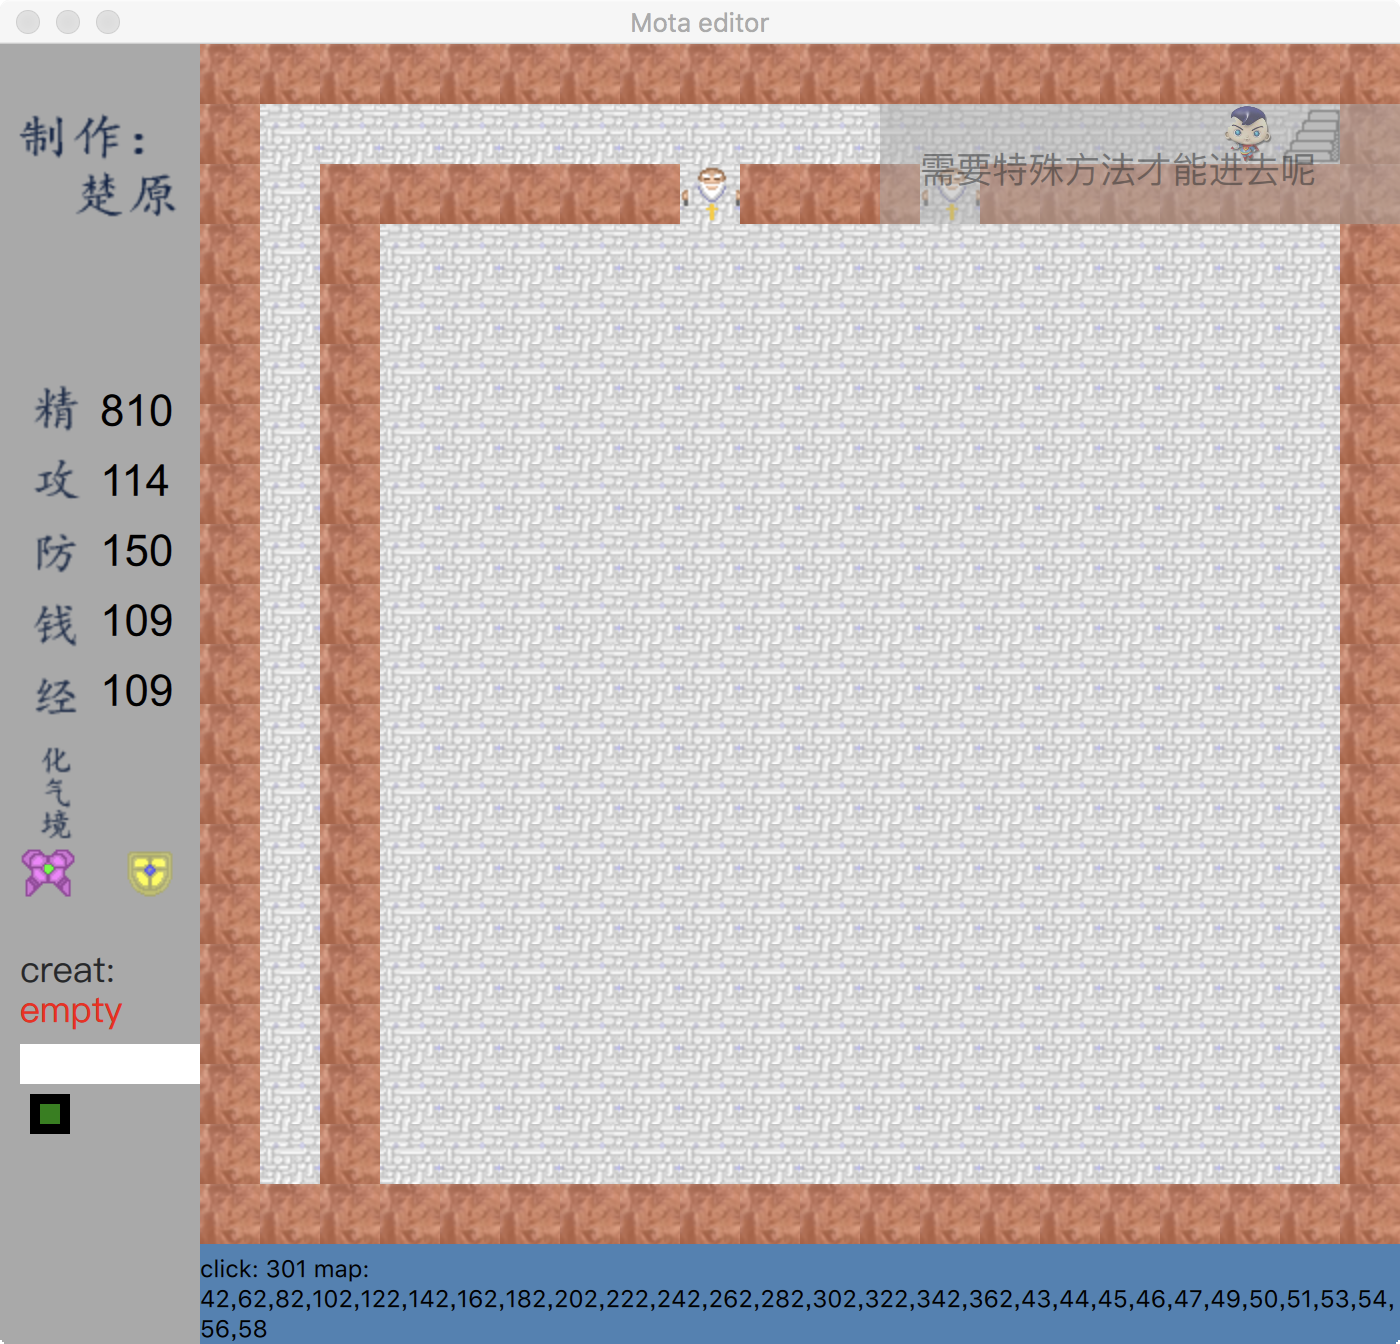 Mota editor
制作：
楚原
需要特殊方法才能进去呢
精 810
攻 114
防 150
钱 109
经 109
化
气
境
creat:
empty
click: 301 map:
42,62,82,102,122,142,162,182,202,222,242,262,282,302,322,342,362,43,44,45,46,47,49,50,51,53,54,
56,58